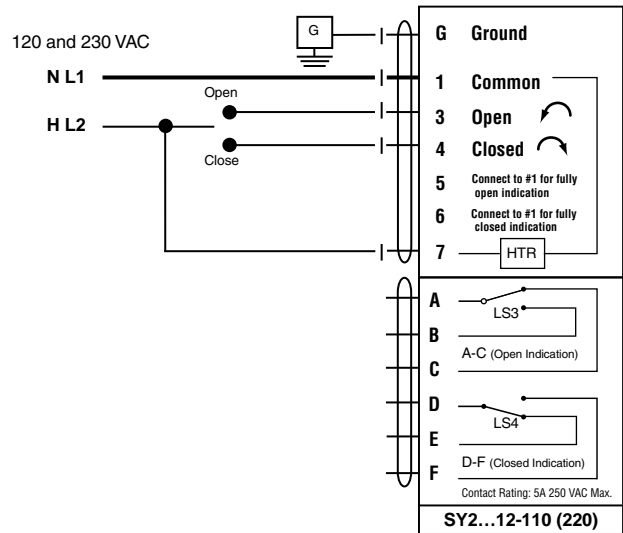 120 and 230 VAC
G
G Ground
N L1
1 Common
Open
3 Open
H L2
4 Closed
Close
5 Connect to #1 for fully
open indication
6 Connect to #1 for fully
closed indication
7 HTR
A
LS3
B
A-C (Open Indication)
C
D
LS4
E
D-F (Closed Indication)
F
Contact Rating: 5A 250 VAC Max.
SY2…12-110 (220)